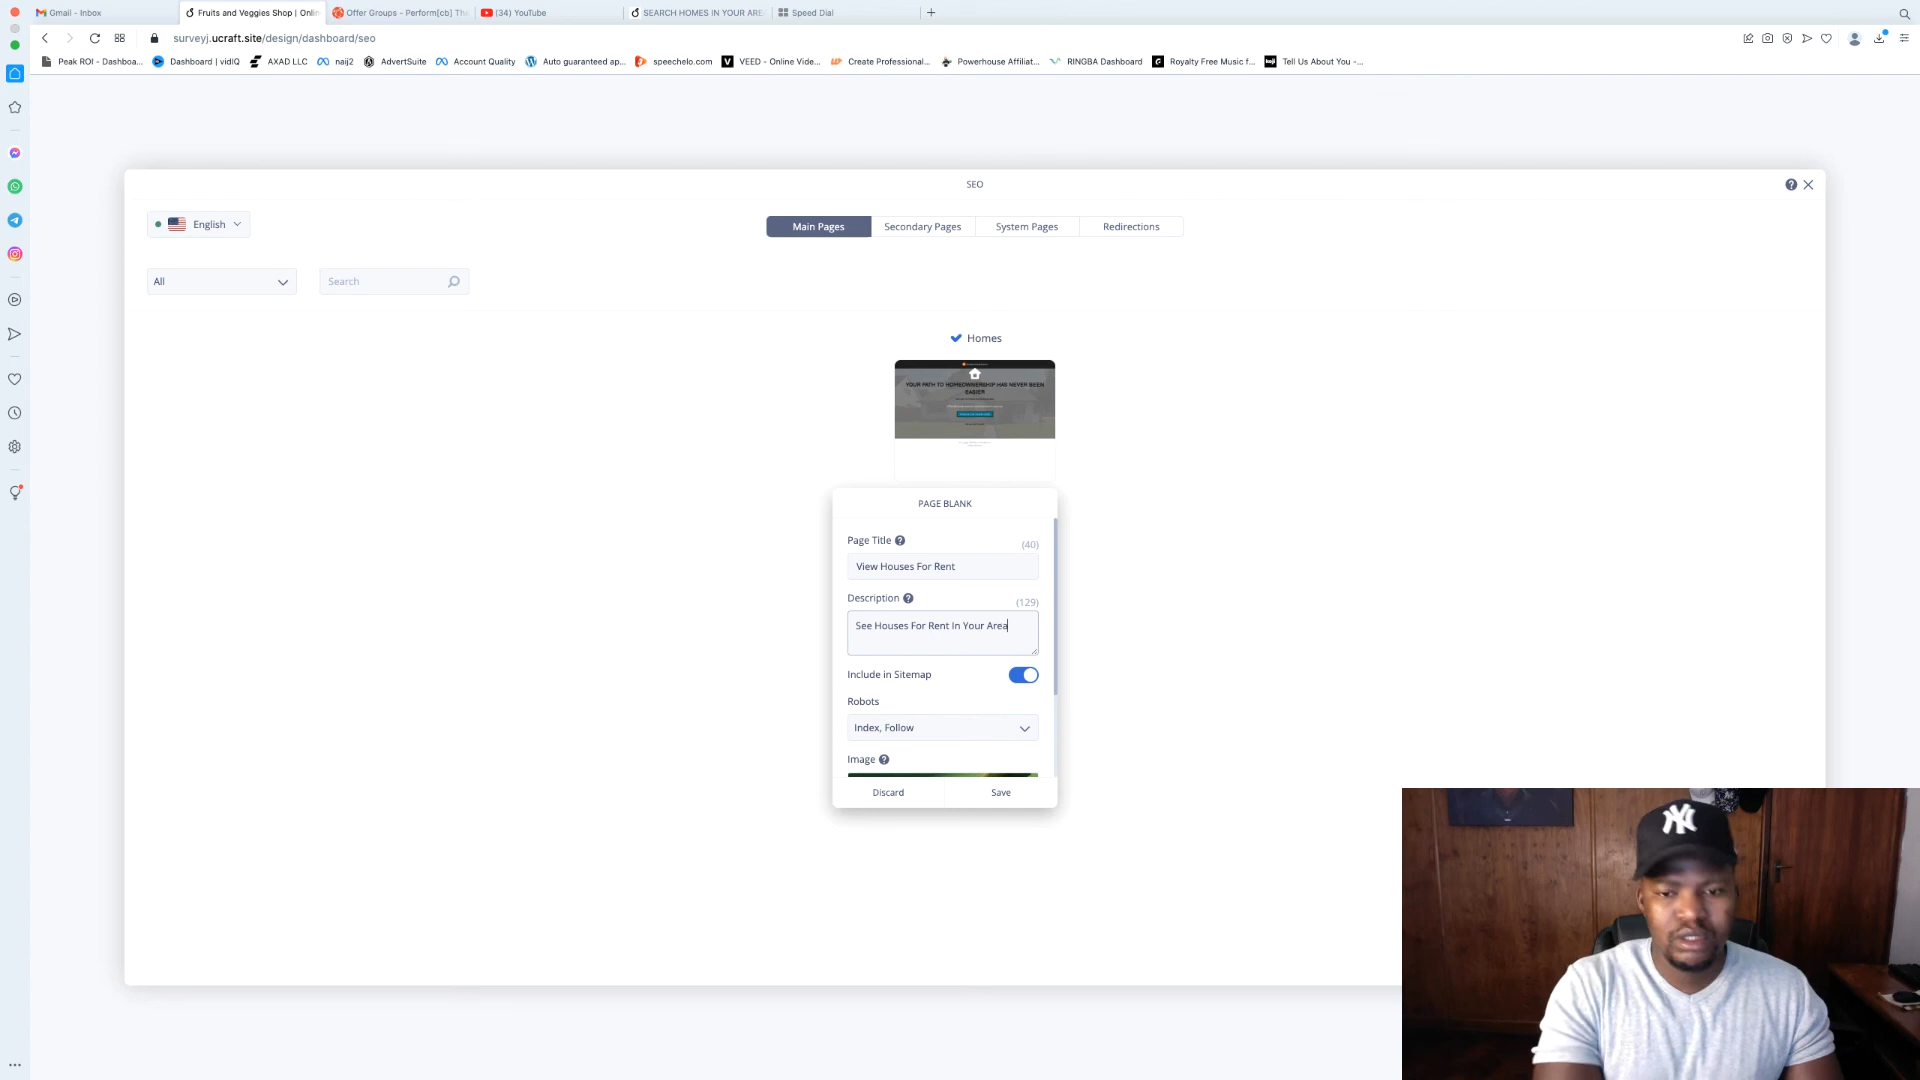 Gmail - Inbox
Fruits and Veggies Shop | Onlin
Offer Groups - Perform[cb] The
(34) YouTube
SEARCH HOMES IN YOUR ARE
Speed Dial
surveyj.ucraft.site/design/dashboard/seo
Peak ROI - Dashboa...
Dashboard | vidIQ
AXAD LLC
naij2
AdvertSuite
Account Quality
Auto guaranteed ap...
speechelo.com
VEED - Online Vide...
Create Professional...
Powerhouse Affiliat...
RINGBA Dashboard
Royalty Free Music f...
Tell Us About You -...
SEO
English
Main Pages
Secondary Pages
System Pages
Redirections
All
Search
Homes
YOUR PATH TO HOMEOWNERSHIP HAS NEVER BEEN
EASIER
PAGE BLANK
Page Title
(40)
View Houses For Rent
Description
(129)
See Houses For Rent In Your Area
Include in Sitemap
Robots
Index, Follow
Image
Discard
Save
NY